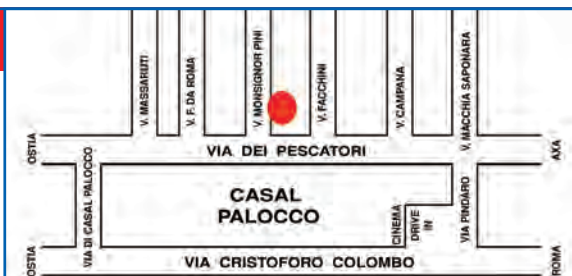 V. MASSARUTI
V. F. DA ROMA
V. MONSIGNOR PINI
V. FACCHINI
V. CAMPANA
V. MACCHIA SAPONARA
OSTIA
VIA DEI PESCATORI
AXA
VIA DI CASAL PALOCCO
CASAL
PALOCCO
CINEMA
DRIVE
IN
VIA PINDARO
OSTIA
VIA CRISTOFORO COLOMBO
ROMA